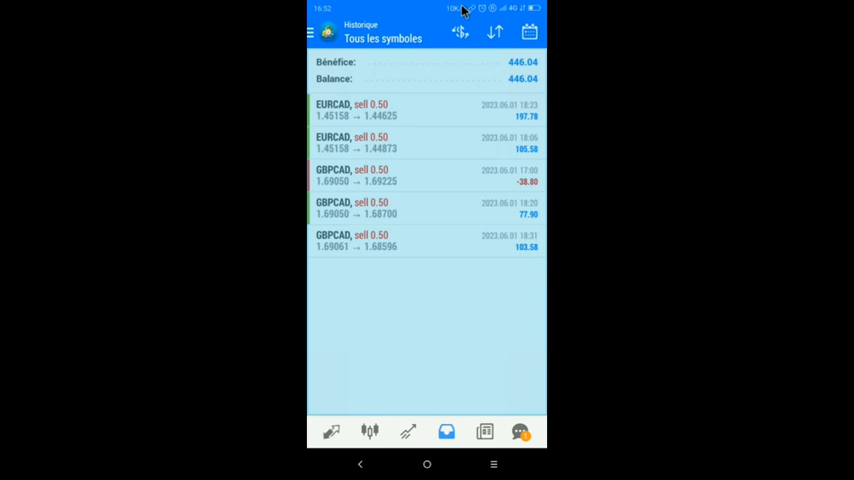 16:52
10K
4G
Historique
Tous les symboles
Bénéfice: 446.04
Balance: 446.04
EURCAD, sell 0.50 2023.06.01 18:23
1.45158 → 1.44625 197.78
EURCAD, sell 0.50 2023.06.01 18:06
1.45158 → 1.44873 105.58
GBPCAD, sell 0.50 2023.06.01 17:00
1.69050 → 1.69225 -38.80
GBPCAD, sell 0.50 2023.06.01 18:20
1.69050 → 1.68700 77.90
GBPCAD, sell 0.50 2023.06.01 18:31
1.69061 → 1.68596 103.58
1